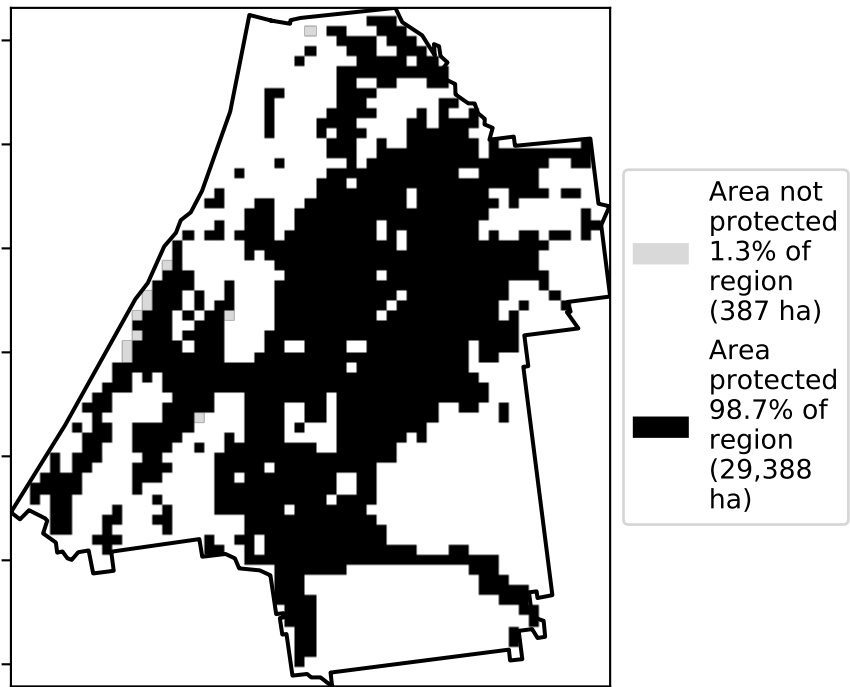 Area not
protected
1.3% of
region
(387 ha)
Area
protected
98.7% of
region
(29,388
ha)